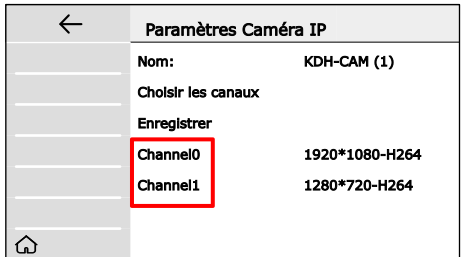 Paramètres Caméra IP
Nom: KDH-CAM (1)
Choisir les canaux
Enregistrer
Channel0 1920*1080-H264
Channel1 1280*720-H264